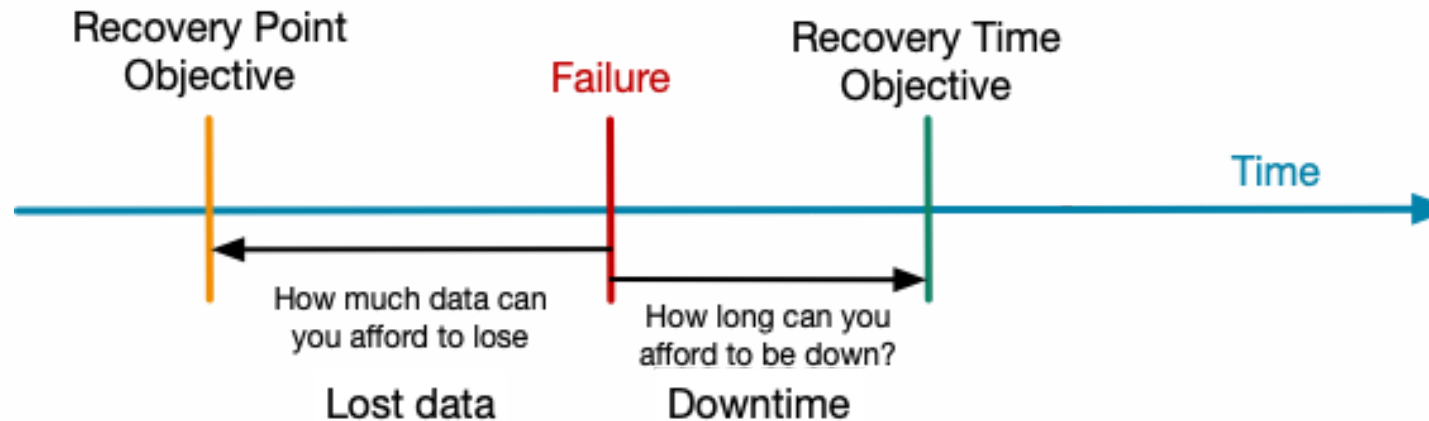 Recovery Point
Objective
Failure
Recovery Time
Objective
Time
How much data can
you afford to lose
How long can you
afford to be down?
Lost data
Downtime